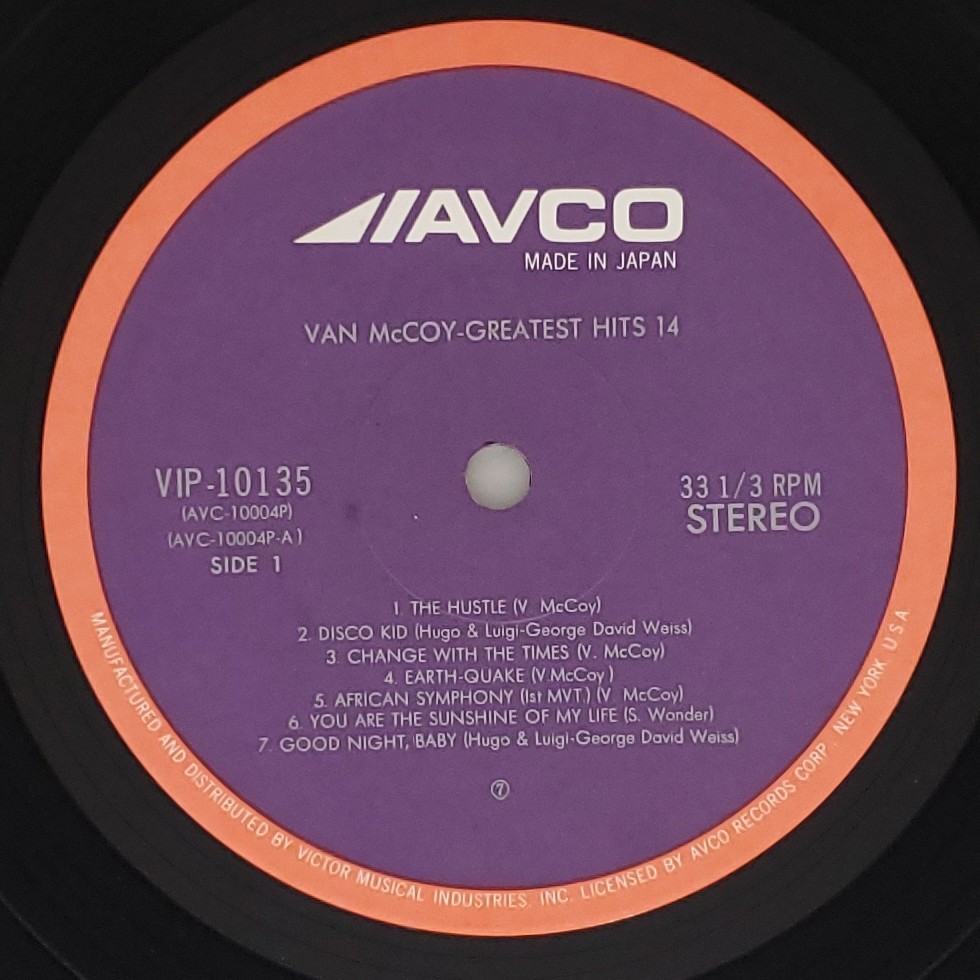 AVCO
MADE IN JAPAN
VAN McCOY-GREATEST HITS 14
VIP-10135
(AVC-10004P)
(AVC-10004P-A)
SIDE 1
33 1/3 RPM
STEREO
1. THE HUSTLE (V McCoy)
2. DISCO KID (Hugo & Luigi-George David Weiss)
3. CHANGE WITH THE TIMES (V. McCoy)
4. EARTH-QUAKE (V.McCoy)
5. AFRICAN SYMPHONY (1st MVT.) (V McCoy)
6. YOU ARE THE SUNSHINE OF MY LIFE (S. Wonder)
7. GOOD NIGHT, BABY (Hugo & Luigi-George David Weiss)
⑦
MANUFACTURED AND DISTRIBUTED BY VICTOR MUSICAL INDUSTRIES. INC. LICENSED BY AVCO RECORDS CORP. NEW YORK U S A